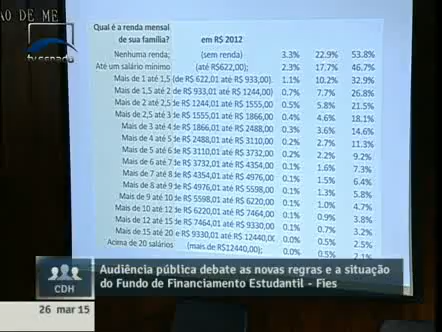 ÃO DE ME
tv senado
Qual é a renda mensal
de sua família? em R$ 2012
Nenhuma renda; (sem renda) 3.3% 22.9% 53.8%
Até um salário mínimo (até R$622,00); 2.3% 17.7% 46.7%
Mais de 1 até 1,5 (de R$ 622,01 até R$ 933,00). 1.1% 10.2% 32.9%
Mais de 1,5 até 2 de R$ 933,01 até R$ 1244,00) 0.7% 7.7% 26.8%
Mais de 2 até 2,5 R$ 1244,01 até R$ 1555,00 0.5% 5.8% 21.5%
Mais de 2,5 até 3 R$ 1555,01 até R$ 1866,00 0.4% 4.6% 18.1%
Mais de 3 até 4 R$ 1866,01 até R$ 2488,00 0.3% 3.6% 14.6%
Mais de 4 até 5 R$ 2488,01 até R$ 3110,00 0.2% 2.7% 11.3%
Mais de 5 até 6 R$ 3110,01 até R$ 3732,00 0.2% 2.2% 9.2%
Mais de 6 até 7 R$ 3732,01 até R$ 4354,00 0.1% 1.6% 7.3%
Mais de 7 até 8 R$ 4354,01 até R$ 4976,00 0.1% 1.5% 6.4%
Mais de 8 até 9 R$ 4976,01 até R$ 5598,00 0.1% 1.3% 5.8%
Mais de 9 até 10 R$ 5598,01 até R$ 6220,00 0.1% 1.0% 4.7%
Mais de 10 até 12 R$ 6220,01 até R$ 7464,00 0.1% 0.9% 3.8%
Mais de 12 até 15 R$ 7464,01 até R$ 9330,00 0.1% 0.7% 3.2%
Mais de 15 até 20 R$ 9330,01 até R$ 12440,00 0.0% 0.5% 2.5%
Acima de 20 salários (mais de R$12440,00); 0.0% 0.5% 2.1%
CDH
Audiência pública debate as novas regras e a situação
do Fundo de Financiamento Estudantil - Fies
26 mar 15